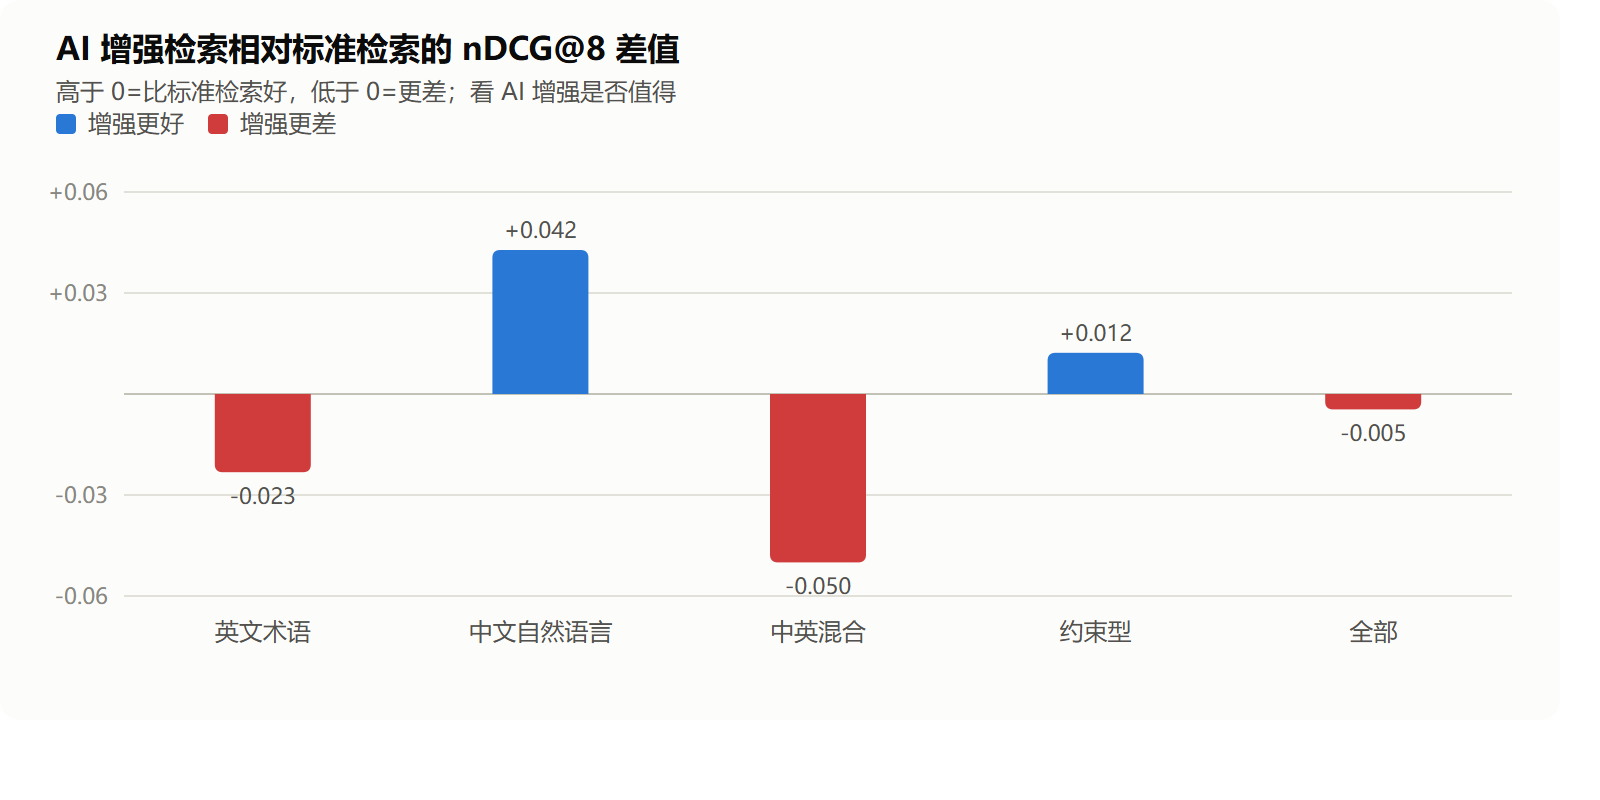 AI 增强检索相对标准检索的 nDCG@8 差值
高于 0=比标准检索好，低于 0=更差；看 AI 增强是否值得
增强更好 增强更差
+0.06
+0.042
+0.03
+0.012
-0.005
-0.03
-0.023
-0.050
-0.06
英文术语 中文自然语言 中英混合 约束型 全部